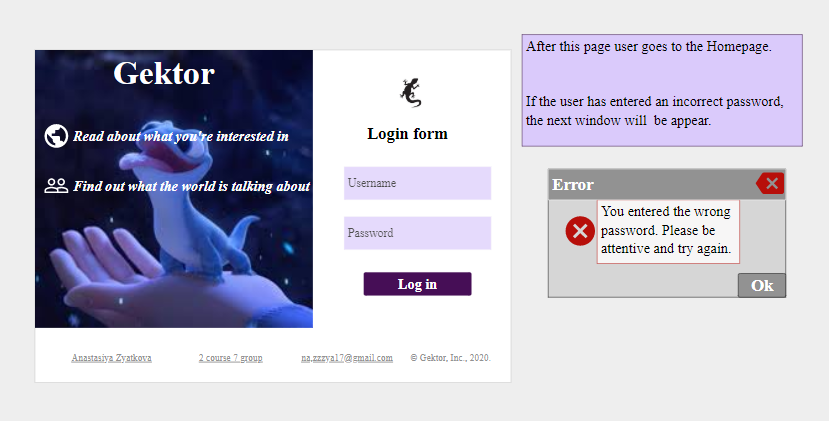 Gektor
Read about what you're interested in
Find out what the world is talking about
Login form
Username
Password
Log in
Anastasiya Zyatkova
2 course 7 group
na,zzzya17@gmail.com
© Gektor, Inc., 2020.
After this page user goes to the Homepage.
If the user has entered an incorrect password,
the next window will be appear.
Error
You entered the wrong
password. Please be
attentive and try again.
Ok